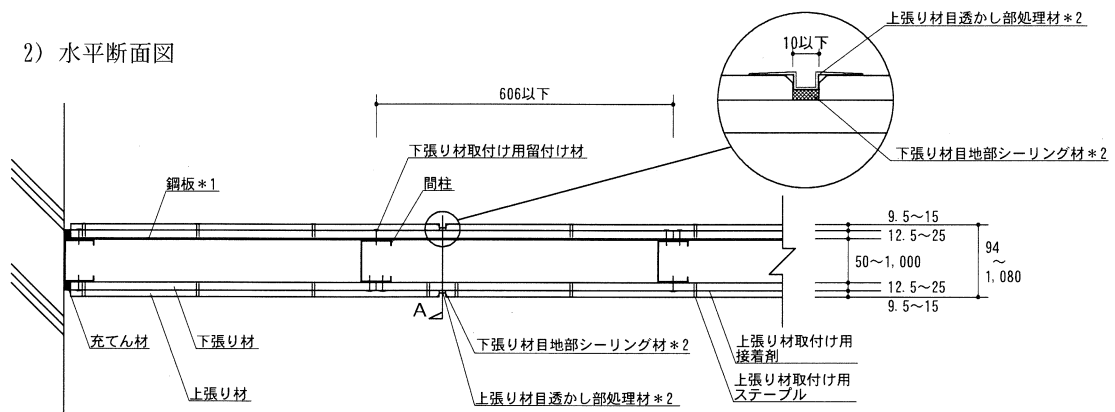 2) 水平断面図
上張り材目透かし部処理材*2
10以下
606以下
下張り材取付け用留付け材
下張り材目地部シーリング材*2
鋼板*1
間柱
9.5~15
12.5~25
50~1,000
94
~
1,080
12.5~25
9.5~15
A
充てん材
下張り材
下張り材目地部シーリング材*2
上張り材取付け用
接着剤
上張り材
上張り材取付け用
ステープル
上張り材目透かし部処理材*2